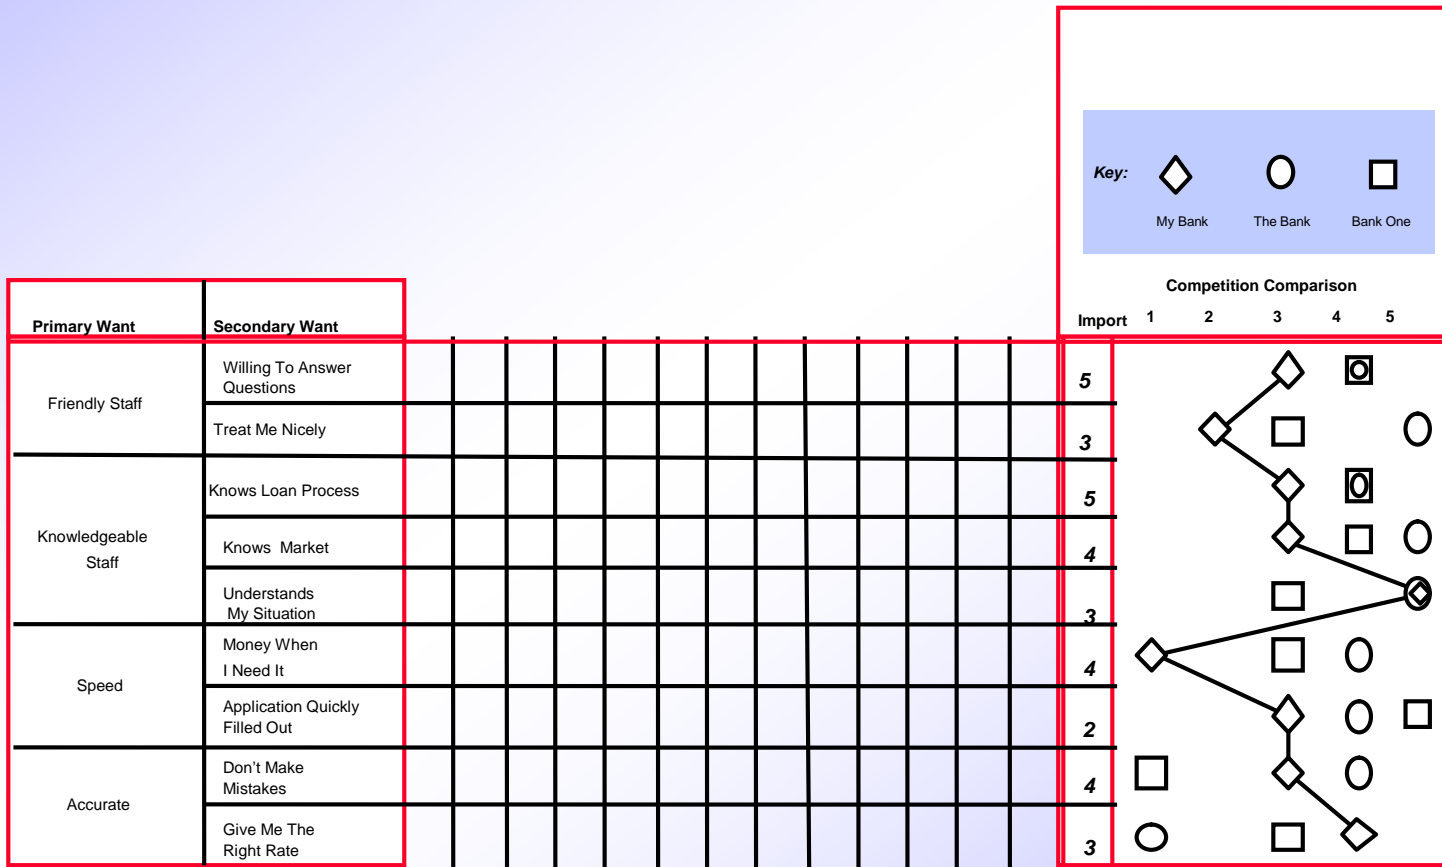 Key:
My Bank The Bank Bank One
Competition Comparison
Primary Want Secondary Want Import 1 2 3 4 5
Friendly Staff
Willing To Answer
Questions
5
Treat Me Nicely
3
Knowledgeable
Staff
Knows Loan Process
5
Knows Market
4
Understands
My Situation
3
Speed
Money When
I Need It
4
Application Quickly
Filled Out
2
Accurate
Don't Make
Mistakes
4
Give Me The
Right Rate
3